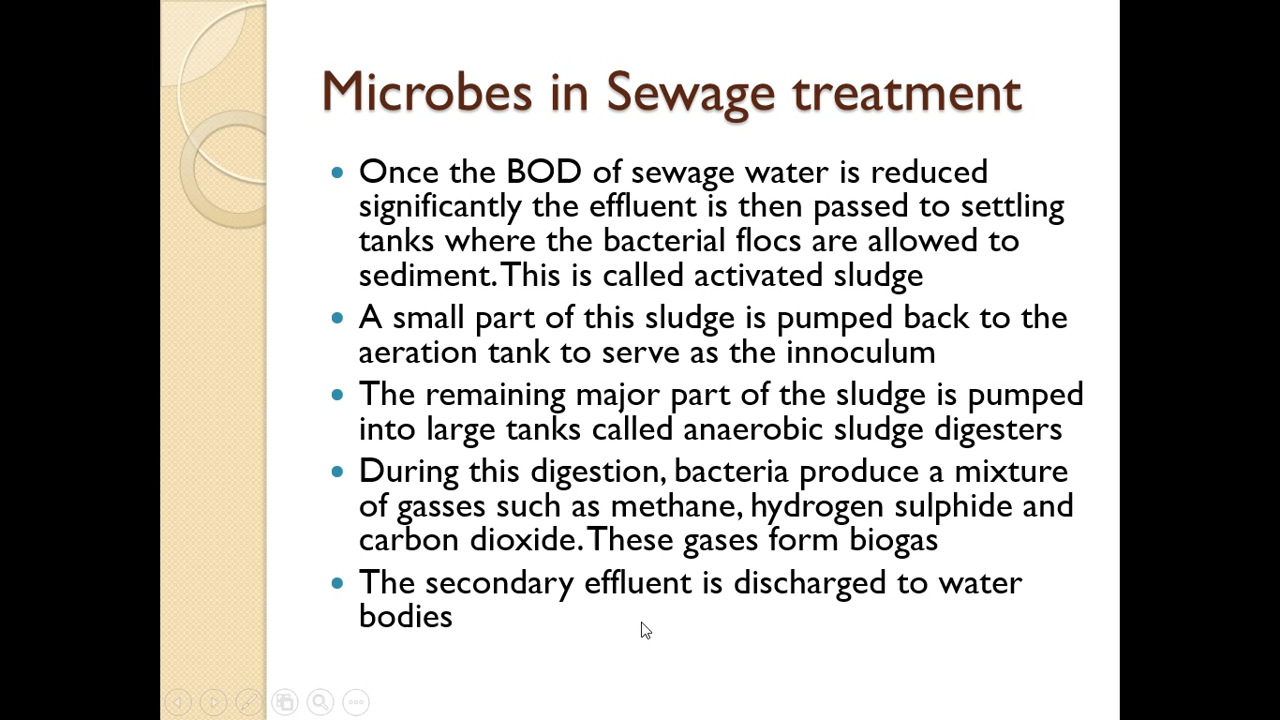 Microbes in Sewage treatment
• Once the BOD of sewage water is reduced
significantly the effluent is then passed to settling
tanks where the bacterial flocs are allowed to
sediment. This is called activated sludge
• A small part of this sludge is pumped back to the
aeration tank to serve as the innoculum
• The remaining major part of the sludge is pumped
into large tanks called anaerobic sludge digesters
• During this digestion, bacteria produce a mixture
of gasses such as methane, hydrogen sulphide and
carbon dioxide. These gases form biogas
• The secondary effluent is discharged to water
bodies